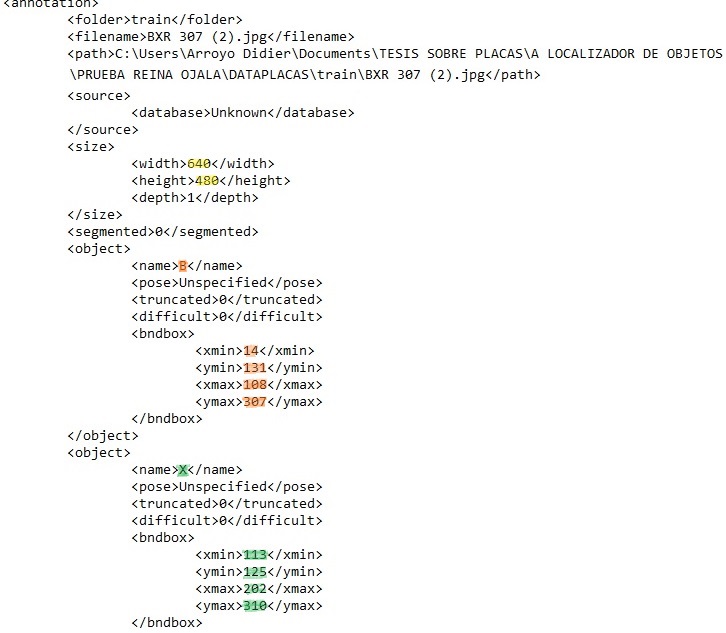 <annotation>
<folder>train</folder>
<filename>BXR 307 (2).jpg</filename>
<path>C:\Users\Arroyo Didier\Documents\TESIS SOBRE PLACAS\A LOCALIZADOR DE OBJETOS
\PRUEBA REINA OJALA\DATAPLACAS\train\BXR 307 (2).jpg</path>
<source>
<database>Unknown</database>
</source>
<size>
<width>640</width>
<height>480</height>
<depth>1</depth>
</size>
<segmented>0</segmented>
<object>
<name>B</name>
<pose>Unspecified</pose>
<truncated>0</truncated>
<difficult>0</difficult>
<bndbox>
<xmin>14</xmin>
<ymin>131</ymin>
<xmax>108</xmax>
<ymax>307</ymax>
</bndbox>
</object>
<object>
<name>X</name>
<pose>Unspecified</pose>
<truncated>0</truncated>
<difficult>0</difficult>
<bndbox>
<xmin>113</xmin>
<ymin>125</ymin>
<xmax>202</xmax>
<ymax>310</ymax>
</bndbox>